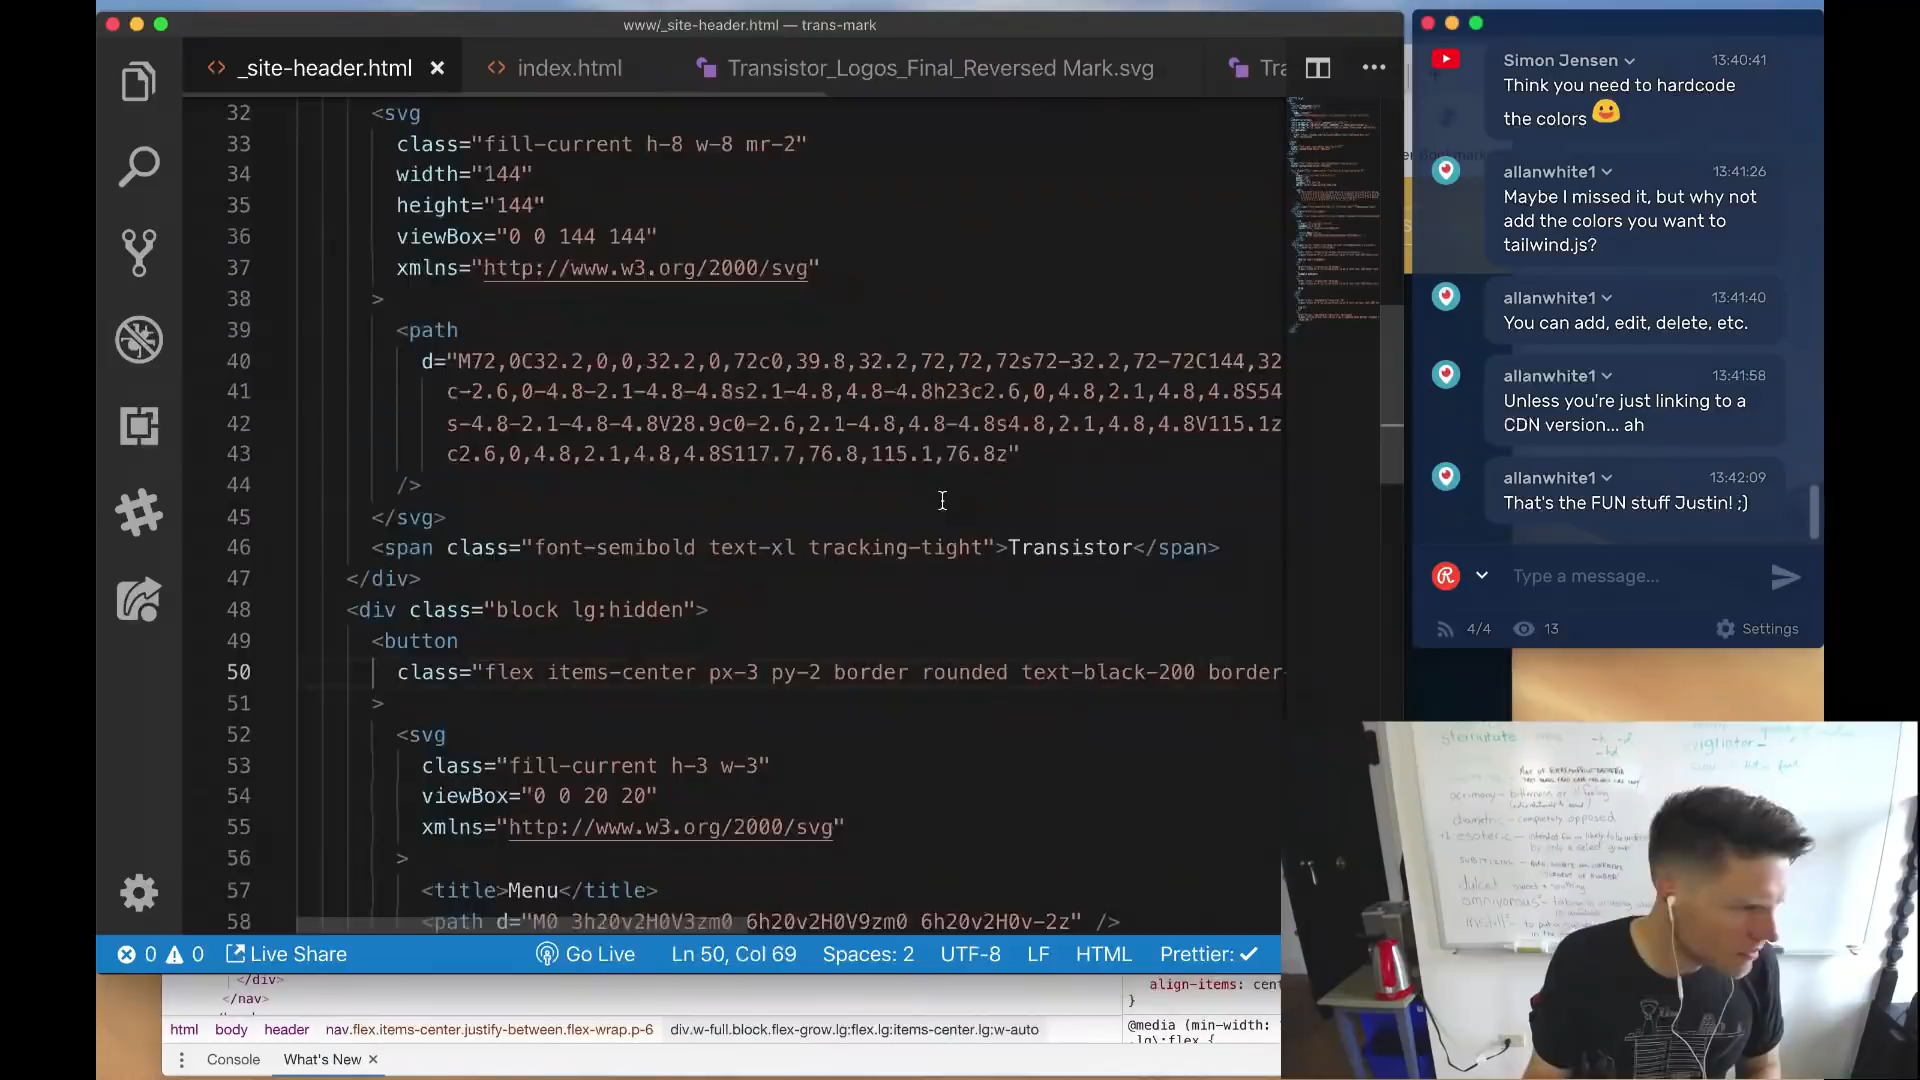 www/_site-header.html — trans-mark
_site-header.html
index.html
Transistor_Logos_Final_Reversed Mark.svg
Tra
32 <svg
33 class="fill-current h-8 w-8 mr-2"
34 width="144"
35 height="144"
36 viewBox="0 0 144 144"
37 xmlns="http://www.w3.org/2000/svg"
38 >
39 <path
40 d="M72,0C32.2,0,0,32.2,0,72c0,39.8,32.2,72,72,72s72-32.2,72-72C144,32
41 c-2.6,0-4.8-2.1-4.8-4.8s2.1-4.8,4.8-4.8h23c2.6,0,4.8,2.1,4.8,4.8S54
42 s-4.8-2.1-4.8-4.8V28.9c0-2.6,2.1-4.8,4.8-4.8s4.8,2.1,4.8,4.8V115.1z
43 c2.6,0,4.8,2.1,4.8,4.8S117.7,76.8,115.1,76.8z"
44 />
45 </svg>
46 <span class="font-semibold text-xl tracking-tight">Transistor</span>
47 </div>
48 <div class="block lg:hidden">
49 <button
50 class="flex items-center px-3 py-2 border rounded text-black-200 border-
51 >
52 <svg
53 class="fill-current h-3 w-3"
54 viewBox="0 0 20 20"
55 xmlns="http://www.w3.org/2000/svg"
56 >
57 <title>Menu</title>
58 <path d="M0 3h20v2H0V3zm0 6h20v2H0V9zm0 6h20v2H0v-2z" />
0 0 Live Share Go Live Ln 50, Col 69 Spaces: 2 UTF-8 LF HTML Prettier: ✓
</div>
</nav>
html body header nav.flex.items-center.justify-between.flex-wrap.p-6 div.w-full.block.flex-grow.lg:flex.lg:items-center.lg:w-auto
Console What's New ×
align-items: cent
}
@media (min-width:
.lg\:flex {
Simon Jensen 13:40:41
Think you need to hardcode
the colors 😃
allanwhite1 13:41:26
Maybe I missed it, but why not
add the colors you want to
tailwind.js?
allanwhite1 13:41:40
You can add, edit, delete, etc.
allanwhite1 13:41:58
Unless you're just linking to a
CDN version... ah
allanwhite1 13:42:09
That's the FUN stuff Justin! ;)
Type a message...
4/4 13 Settings
acrimony - bitterness or ill feeling
diametric - completely opposed
esoteric -
omnivorous -